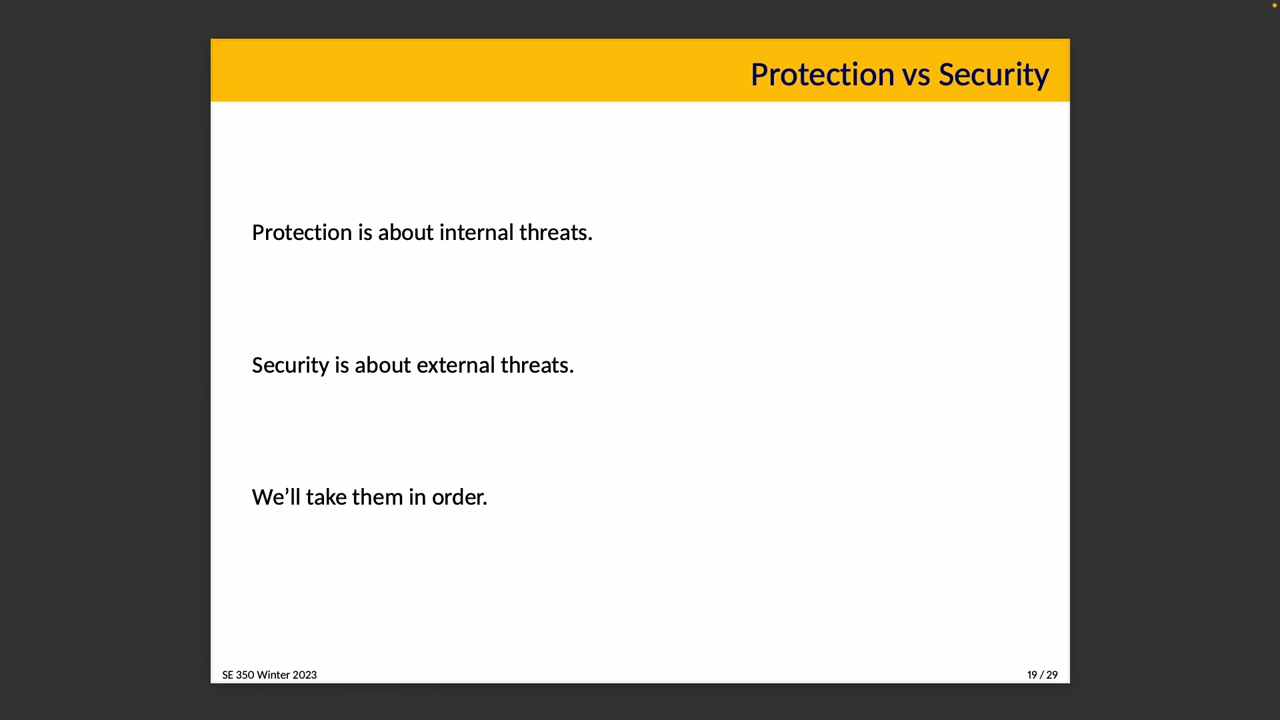 Protection vs Security
Protection is about internal threats.
Security is about external threats.
We’ll take them in order.
SE 350 Winter 2023
19 / 29